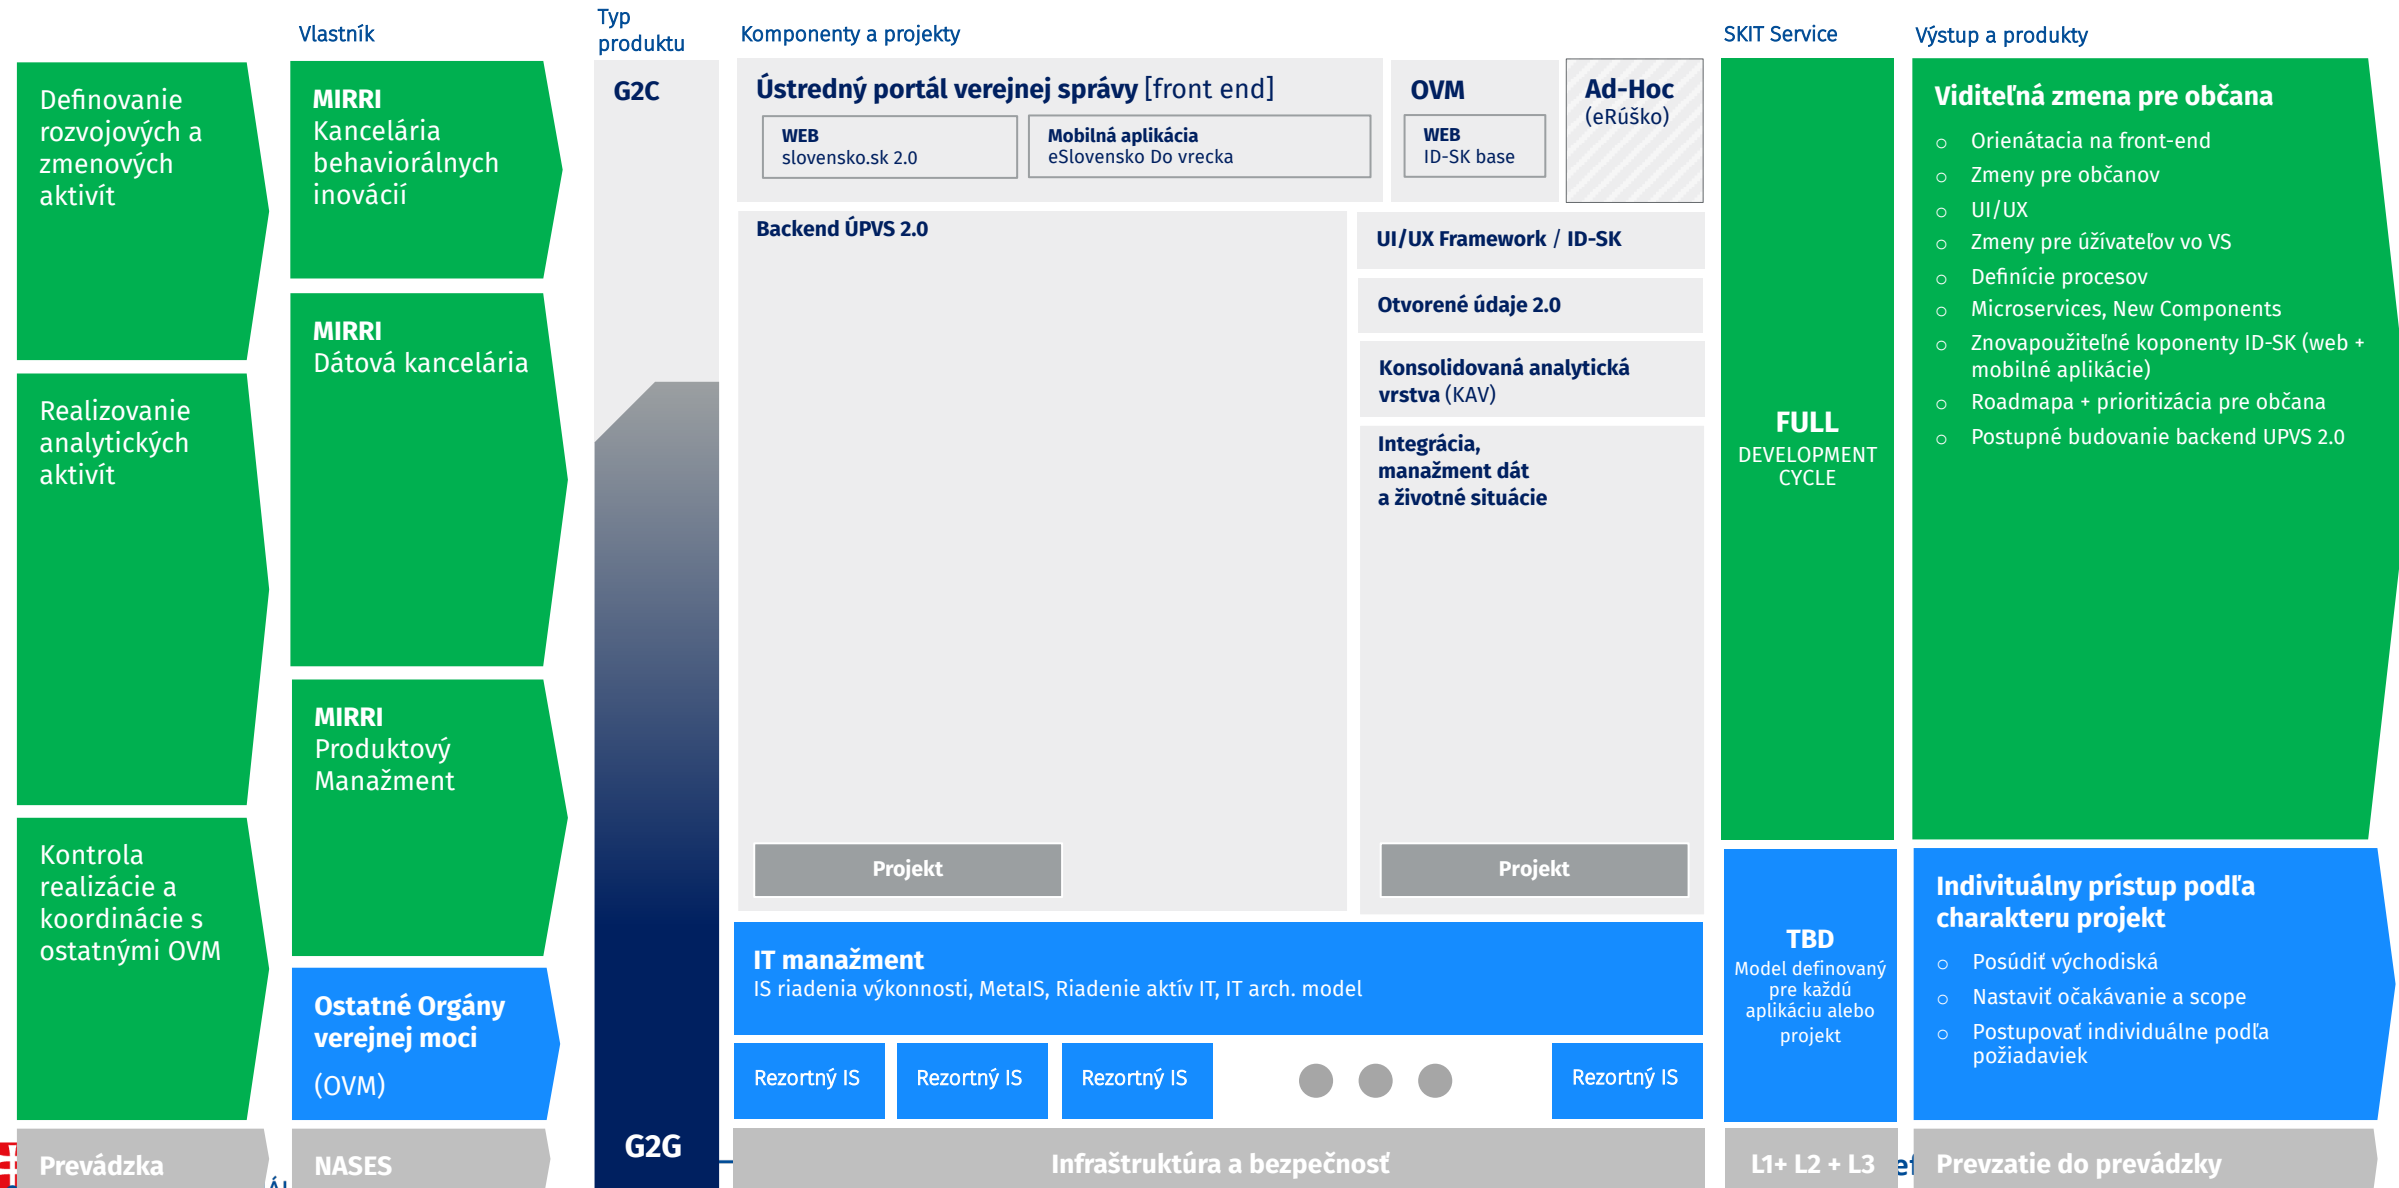 Vlastník
Typ
produktu
Komponenty a projekty
SKIT Service
Výstup a produkty
Definovanie
rozvojových a
zmenových
aktivít
Realizovanie
analytických
aktivít
Kontrola
realizácie a
koordinácie s
ostatnými OVM
Prevádzka
MIRRI
Kancelária
behaviorálnych
inovácií
MIRRI
Dátová kancelária
MIRRI
Produktový
Manažment
Ostatné Orgány
verejnej moci
(OVM)
NASES
G2C
G2G
Ústredný portál verejnej správy [front end]
WEB
slovensko.sk 2.0
Mobilná aplikácia
eSlovensko Do vrecka
OVM
WEB
ID-SK base
Ad-Hoc
(eRúško)
Backend ÚPVS 2.0
Projekt
UI/UX Framework / ID-SK
Otvorené údaje 2.0
Konsolidovaná analytická
vrstva (KAV)
Integrácia,
manažment dát
a životné situácie
Projekt
IT manažment
IS riadenia výkonnosti, MetaIS, Riadenie aktív IT, IT arch. model
Rezortný IS
Rezortný IS
Rezortný IS
Rezortný IS
Infraštruktúra a bezpečnosť
FULL
DEVELOPMENT
CYCLE
TBD
Model definovaný
pre každú
aplikáciu alebo
projekt
L1+ L2 + L3
Viditeľná zmena pre občana
o Orienátacia na front-end
o Zmeny pre občanov
o UI/UX
o Zmeny pre úžívateľov vo VS
o Definície procesov
o Microservices, New Components
o Znovapoužiteľné koponenty ID-SK (web +
mobilné aplikácie)
o Roadmapa + prioritizácia pre občana
o Postupné budovanie backend UPVS 2.0
Indivituálny prístup podľa
charakteru projekt
o Posúdiť východiská
o Nastaviť očakávanie a scope
o Postupovať individuálne podľa
požiadaviek
Prevzatie do prevádzky